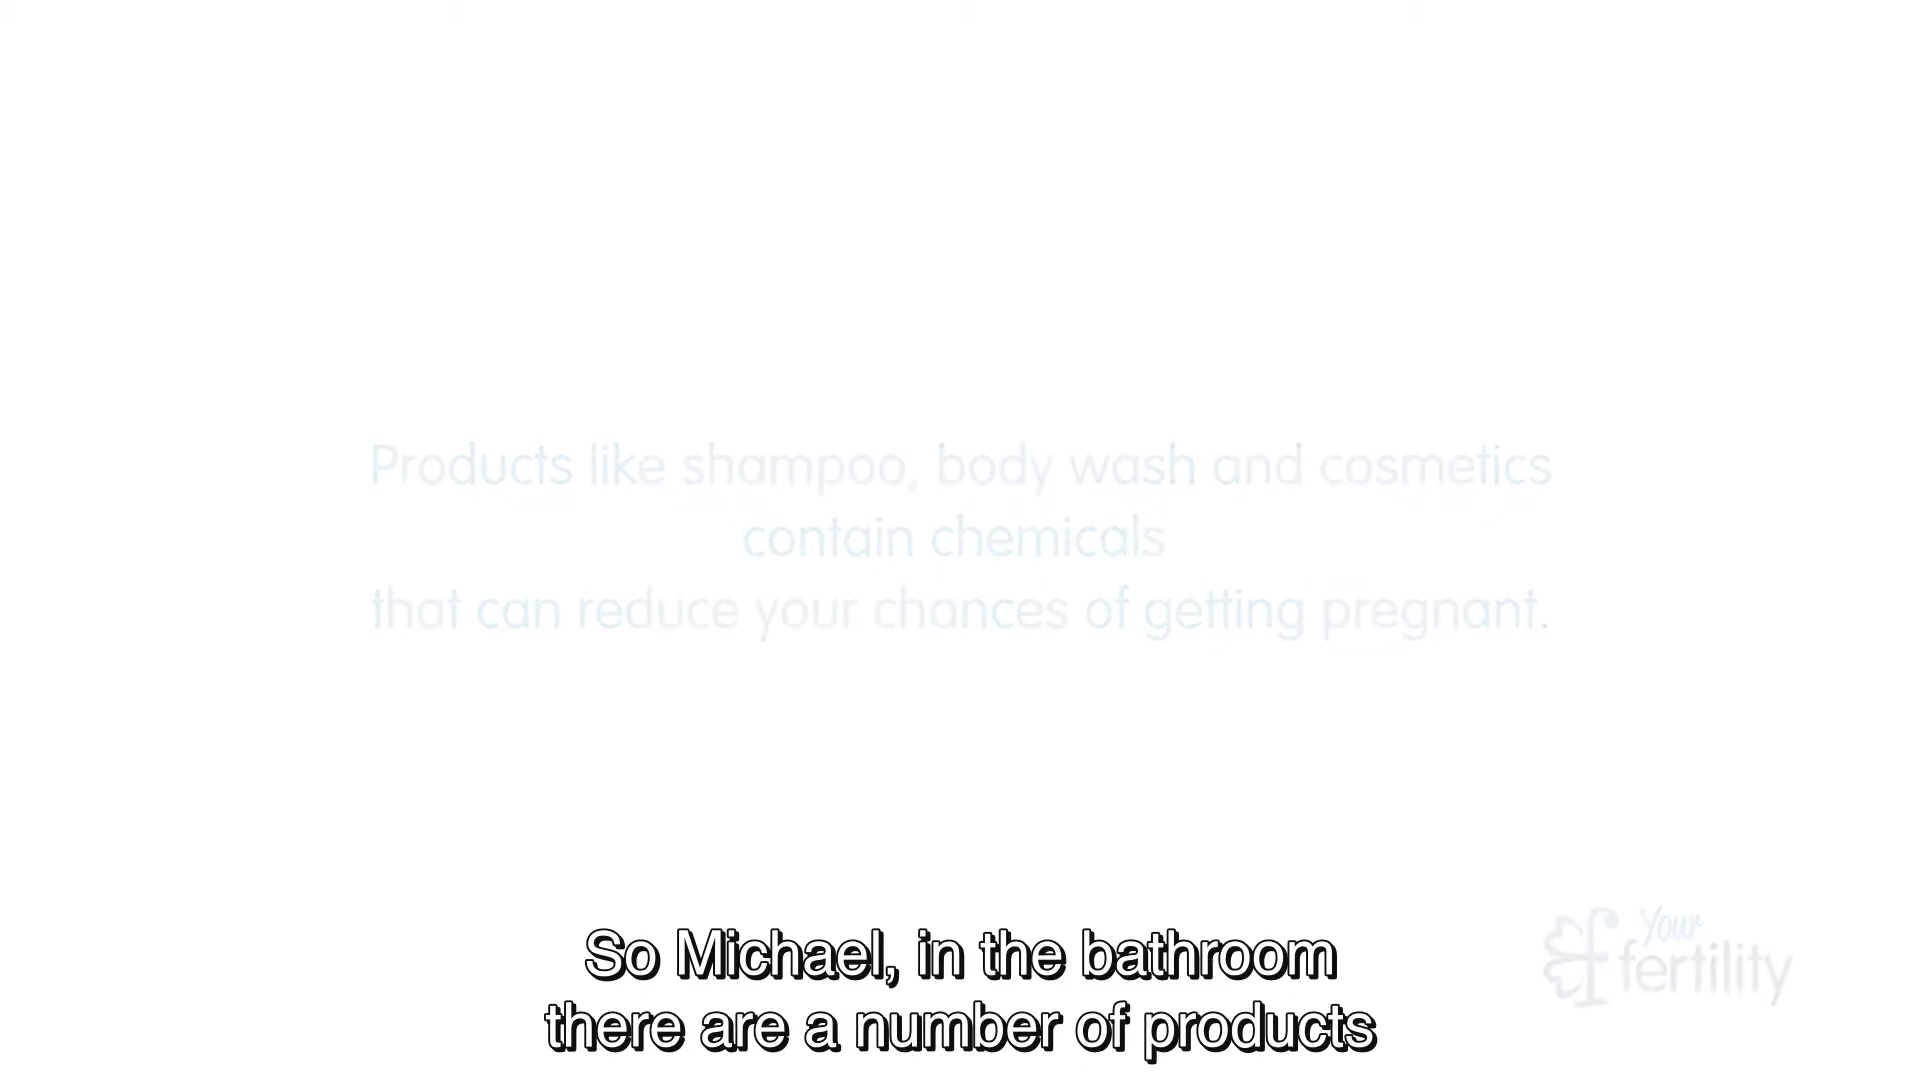 Products like shampoo, body wash and cosmetics
contain chemicals
that can reduce your chances of getting pregnant.
Your
fertility
So Michael, in the bathroom
there are a number of products